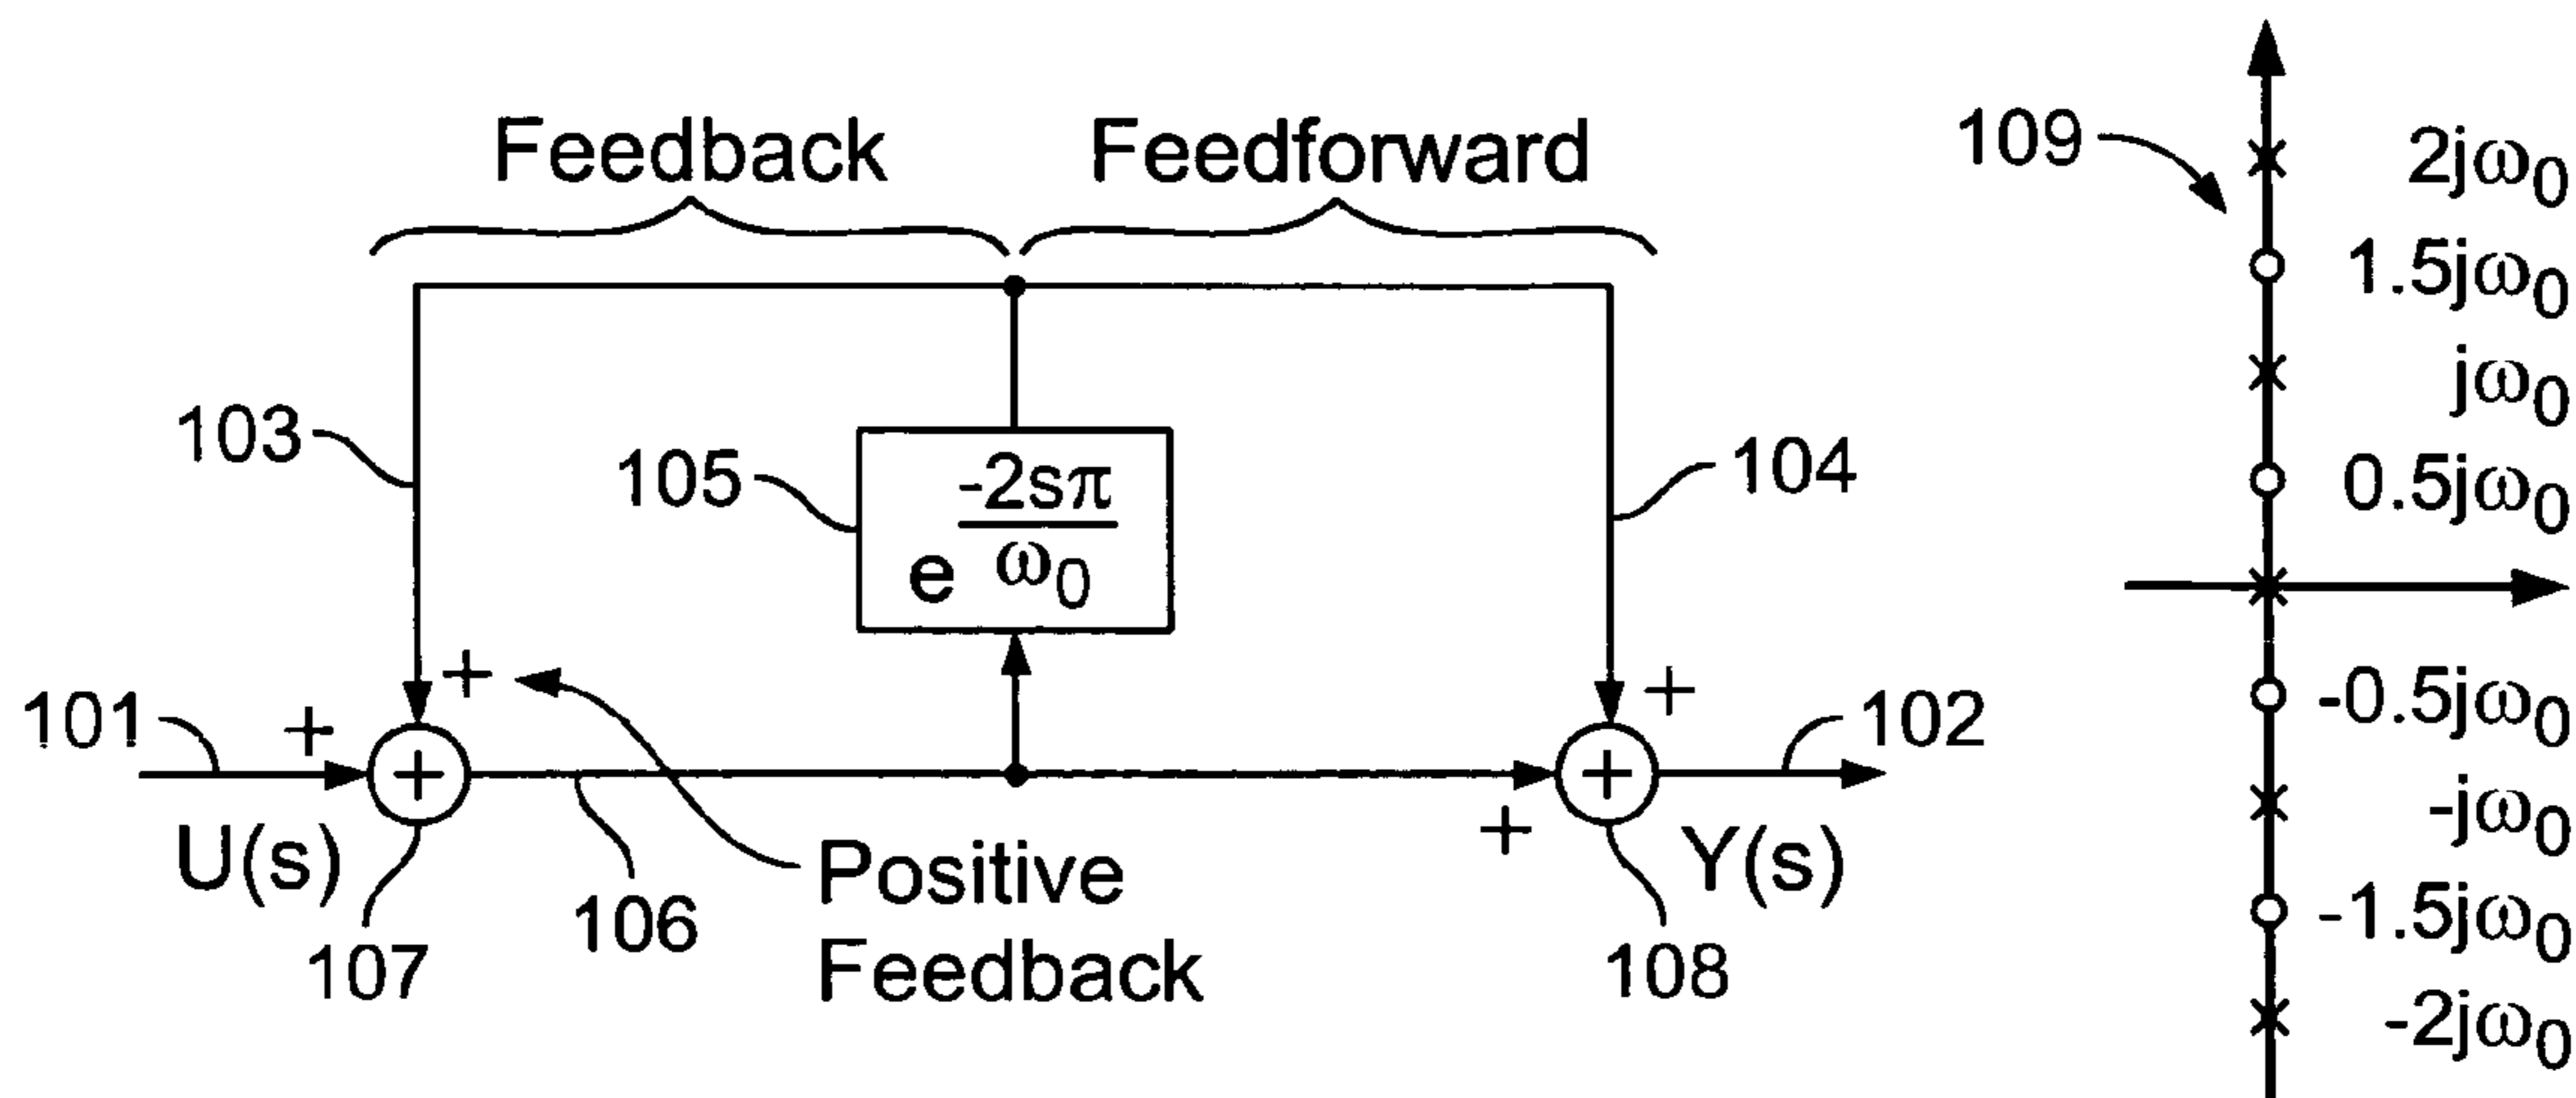 Feedback
Feedforward
109
2jω0
1.5jω0
jω0
0.5jω0
-0.5jω0
-jω0
-1.5jω0
-2jω0
103
105
e -2sπ/ω0
104
+
+
+
+
+
+
101
102
U(s)
Y(s)
106
107
108
Positive
Feedback